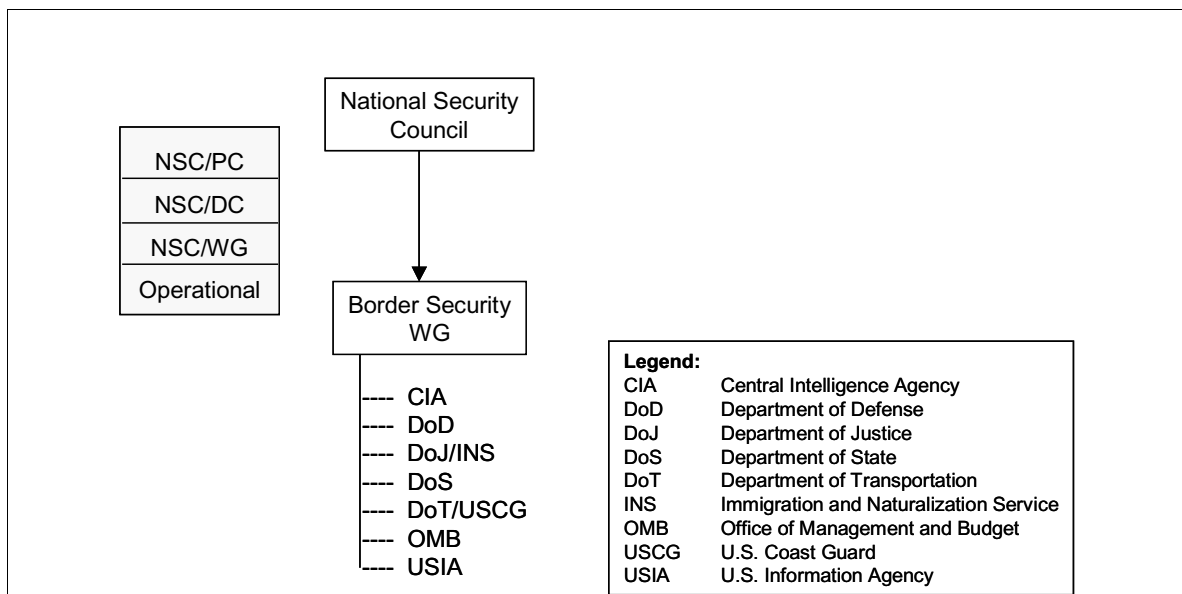 National Security
Council
NSC/PC
NSC/DC
NSC/WG
Operational
Border Security
WG
---- CIA
---- DoD
---- DoJ/INS
---- DoS
---- DoT/USCG
---- OMB
---- USIA
Legend:
CIA Central Intelligence Agency
DoD Department of Defense
DoJ Department of Justice
DoS Department of State
DoT Department of Transportation
INS Immigration and Naturalization Service
OMB Office of Management and Budget
USCG U.S. Coast Guard
USIA U.S. Information Agency